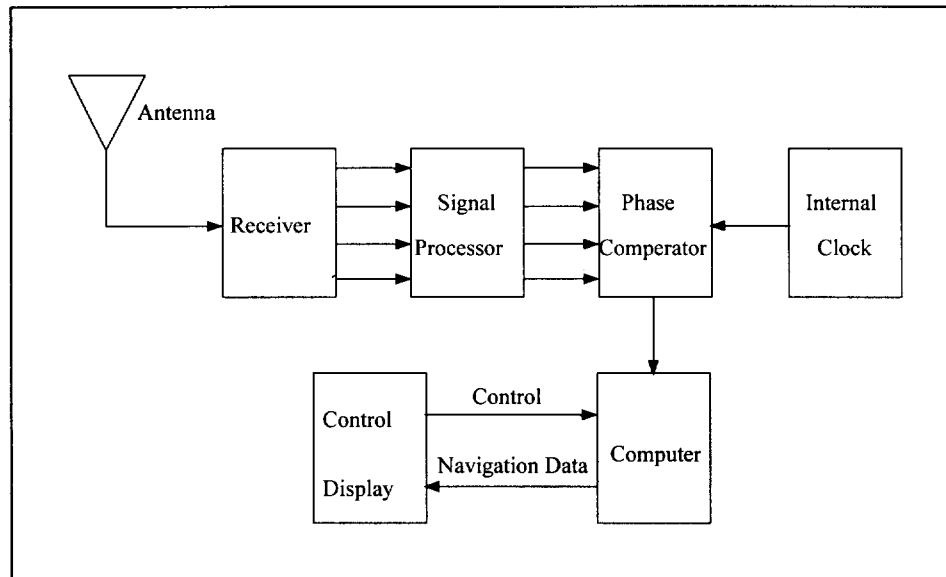 Antenna
Receiver
Signal
Processor
Phase
Comperator
Internal
Clock
Control
Display
Control
Navigation Data
Computer